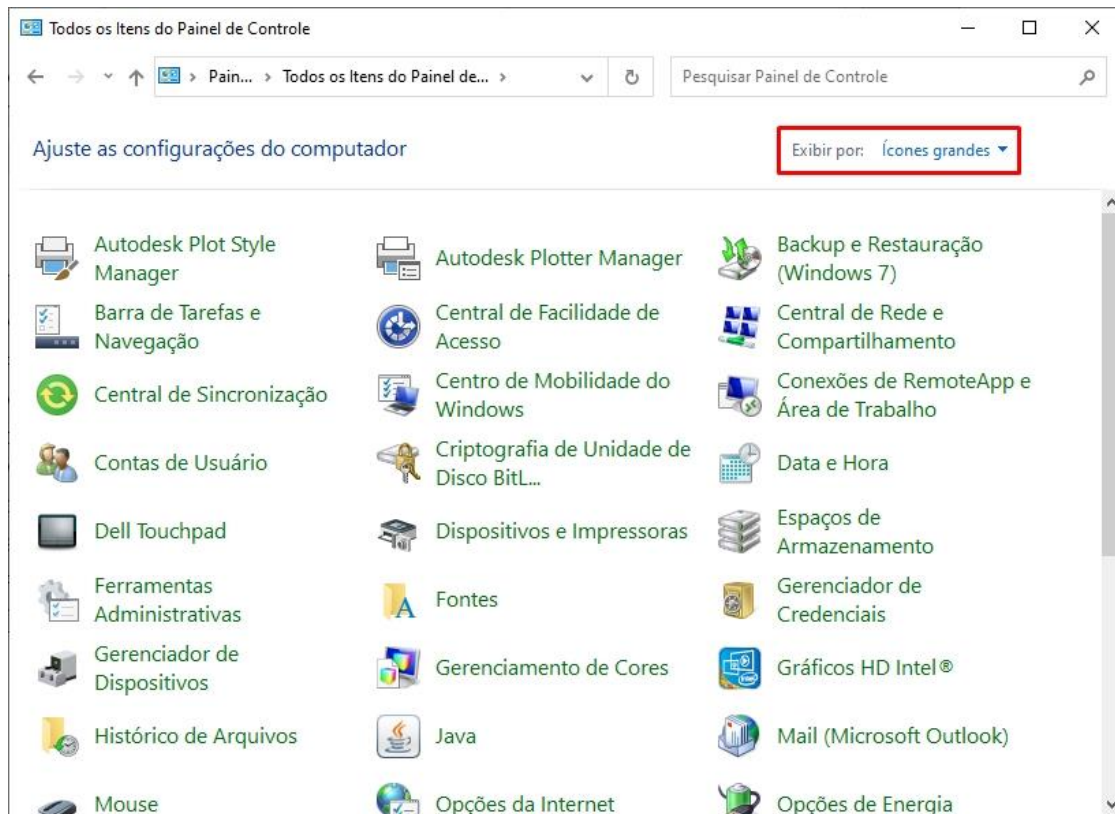 Todos os Itens do Painel de Controle
Pain... > Todos os Itens do Painel de... >
Pesquisar Painel de Controle
Ajuste as configurações do computador
Exibir por: Ícones grandes
Autodesk Plot Style
Manager
Autodesk Plotter Manager
Backup e Restauração
(Windows 7)
Barra de Tarefas e
Navegação
Central de Facilidade de
Acesso
Central de Rede e
Compartilhamento
Central de Sincronização
Centro de Mobilidade do
Windows
Conexões de RemoteApp e
Área de Trabalho
Contas de Usuário
Criptografia de Unidade de
Disco BitL...
Data e Hora
Dell Touchpad
Dispositivos e Impressoras
Espaços de
Armazenamento
Ferramentas
Administrativas
Fontes
Gerenciador de
Credenciais
Gerenciador de
Dispositivos
Gerenciamento de Cores
Gráficos HD Intel®
Histórico de Arquivos
Java
Mail (Microsoft Outlook)
Mouse
Opções da Internet
Opções de Energia